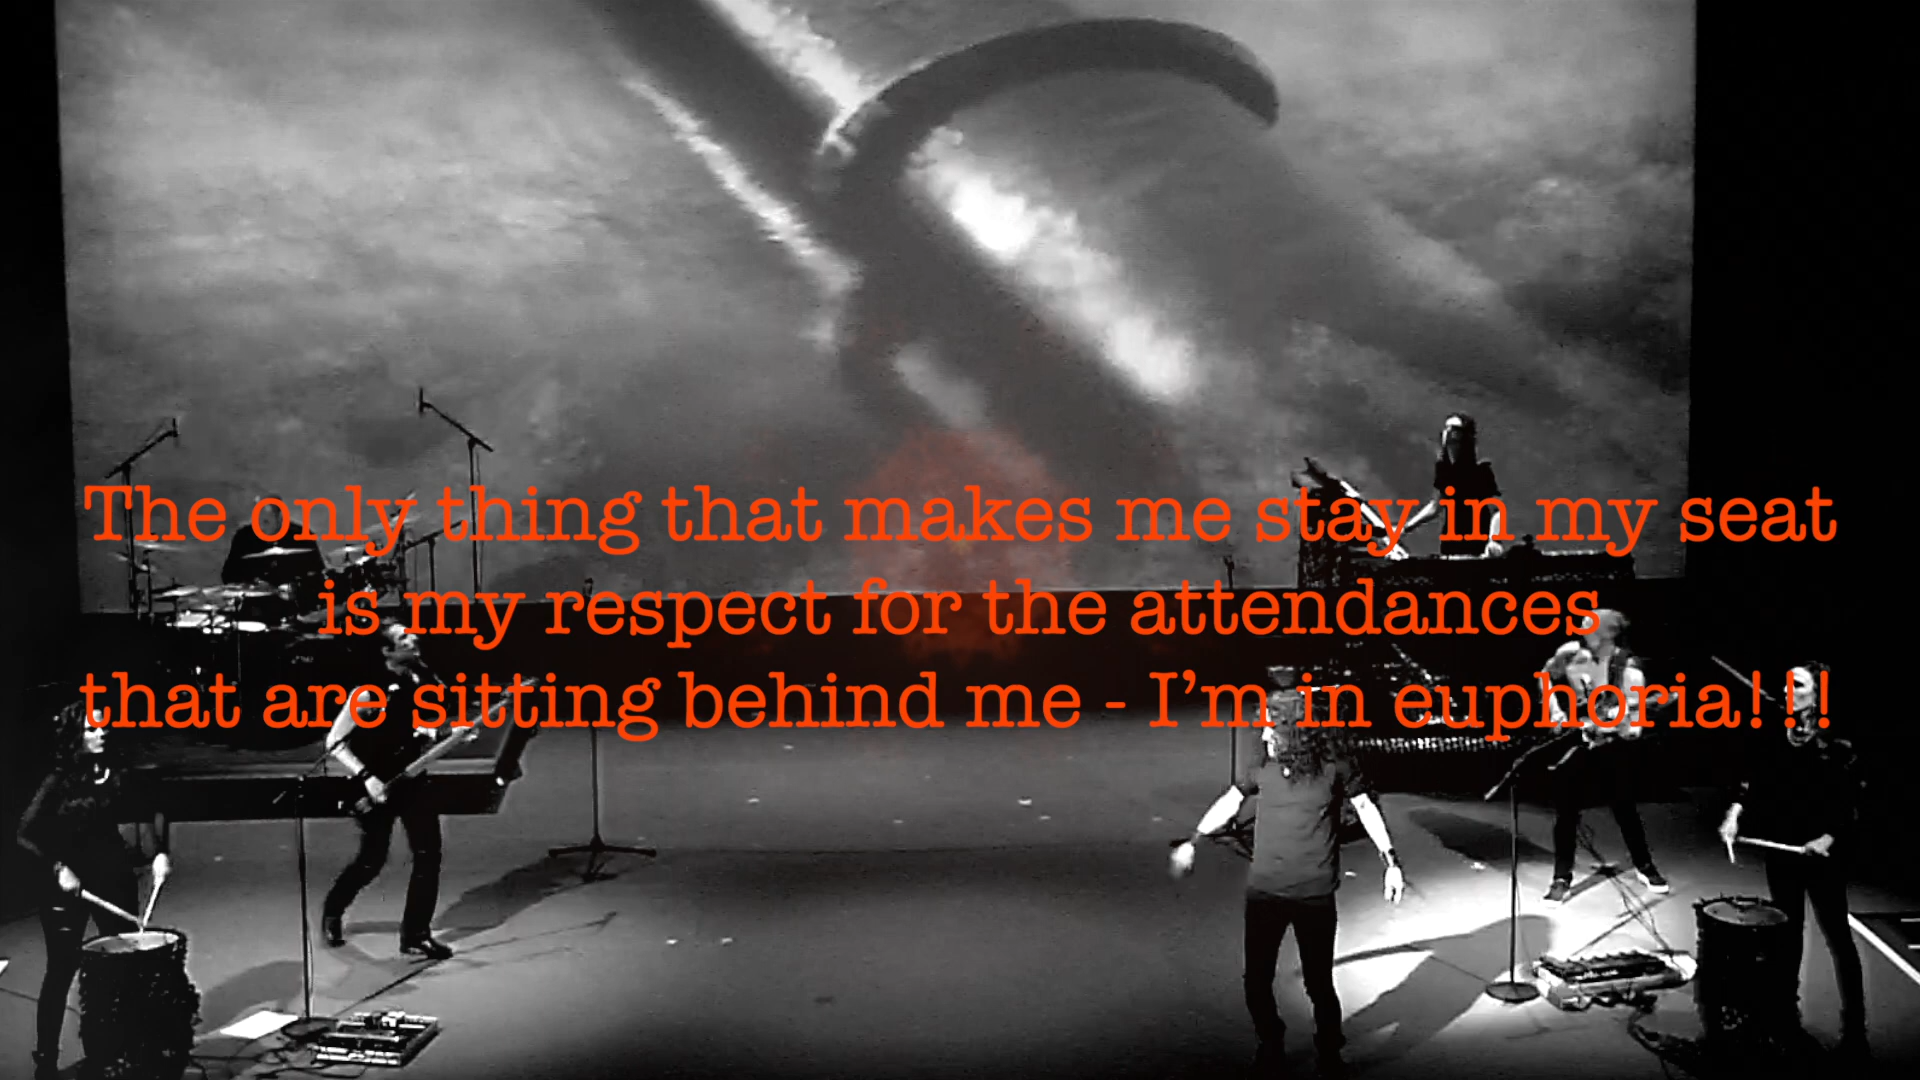 The only thing that makes me stay in my seat
is my respect for the attendances
that are sitting behind me - I’m in euphoria!!!